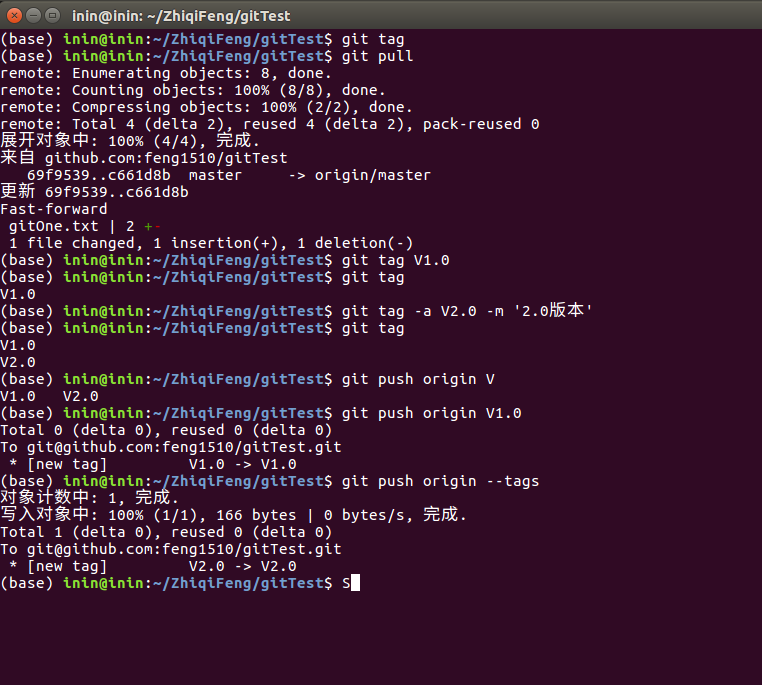 inin@inin: ~/ZhiqiFeng/gitTest
(base) inin@inin:~/ZhiqiFeng/gitTest$ git tag
(base) inin@inin:~/ZhiqiFeng/gitTest$ git pull
remote: Enumerating objects: 8, done.
remote: Counting objects: 100% (8/8), done.
remote: Compressing objects: 100% (2/2), done.
remote: Total 4 (delta 2), reused 4 (delta 2), pack-reused 0
展开对象中: 100% (4/4), 完成.
来自 github.com:feng1510/gitTest
   69f9539..c661d8b  master     -> origin/master
更新 69f9539..c661d8b
Fast-forward
 gitOne.txt | 2 +-
 1 file changed, 1 insertion(+), 1 deletion(-)
(base) inin@inin:~/ZhiqiFeng/gitTest$ git tag V1.0
(base) inin@inin:~/ZhiqiFeng/gitTest$ git tag
V1.0
(base) inin@inin:~/ZhiqiFeng/gitTest$ git tag -a V2.0 -m '2.0版本'
(base) inin@inin:~/ZhiqiFeng/gitTest$ git tag
V1.0
V2.0
(base) inin@inin:~/ZhiqiFeng/gitTest$ git push origin V
V1.0   V2.0
(base) inin@inin:~/ZhiqiFeng/gitTest$ git push origin V1.0
Total 0 (delta 0), reused 0 (delta 0)
To git@github.com:feng1510/gitTest.git
 * [new tag]         V1.0 -> V1.0
(base) inin@inin:~/ZhiqiFeng/gitTest$ git push origin --tags
对象计数中: 1, 完成.
写入对象中: 100% (1/1), 166 bytes | 0 bytes/s, 完成.
Total 1 (delta 0), reused 0 (delta 0)
To git@github.com:feng1510/gitTest.git
 * [new tag]         V2.0 -> V2.0
(base) inin@inin:~/ZhiqiFeng/gitTest$ S